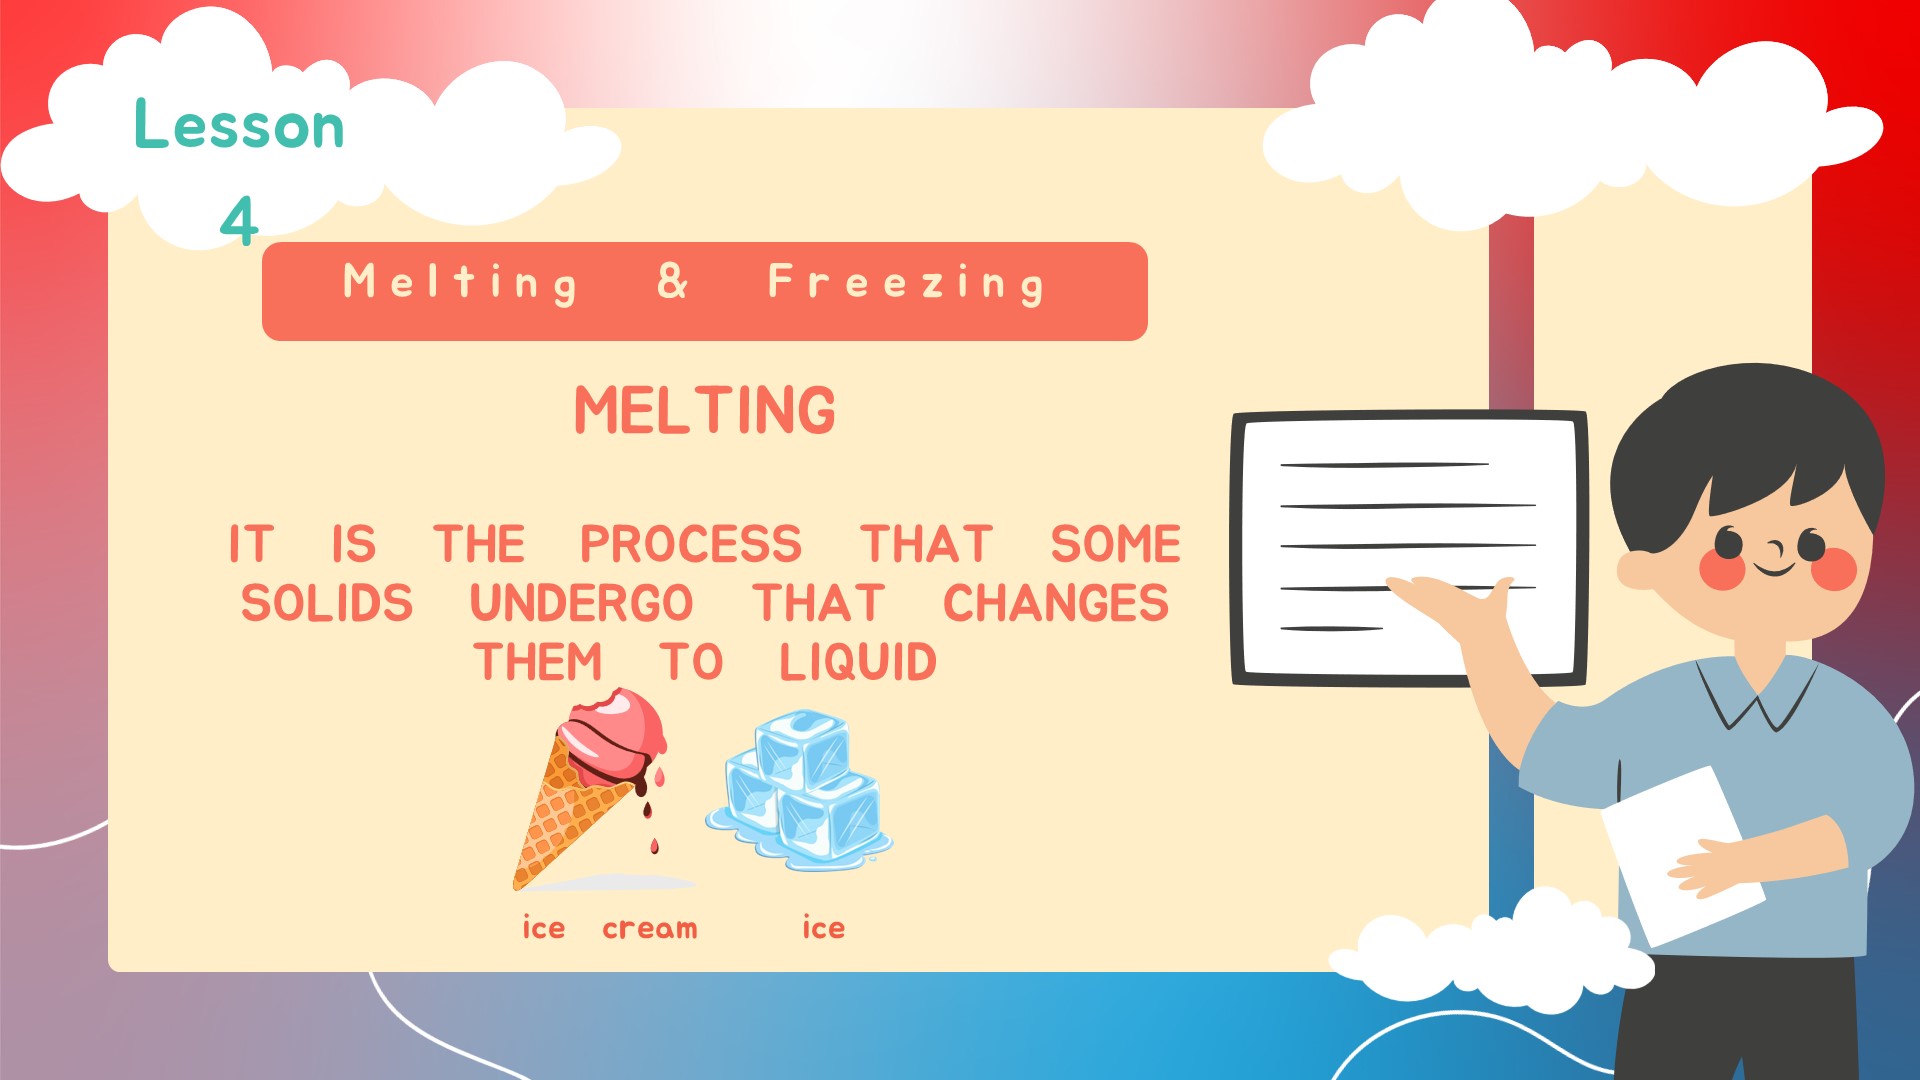 Lesson
4
Melting & Freezing
MELTING
IT IS THE PROCESS THAT SOME
SOLIDS UNDERGO THAT CHANGES
THEM TO LIQUID
ice cream ice